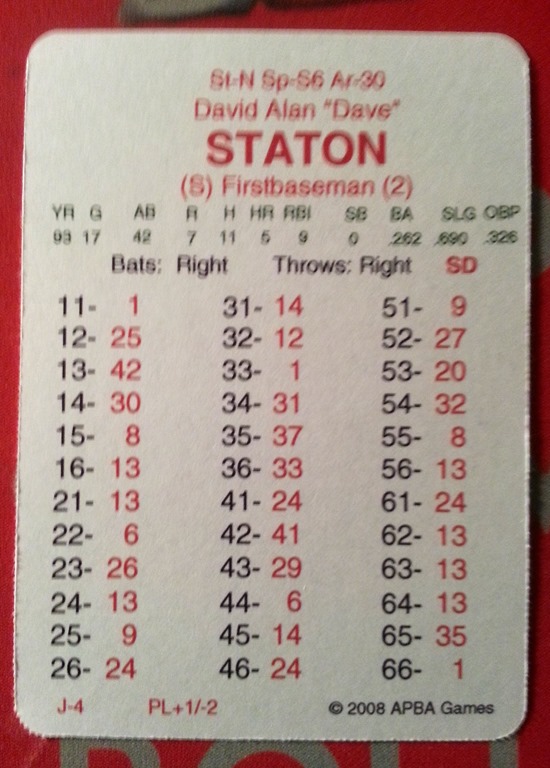 St-N Sp-S6 Ar-30
David Alan "Dave"
STATON
(S) Firstbaseman (2)
YR G AB R H HR RBI SB BA SLG OBP
93 17 42 7 11 5 9 0 .262 .690 .326
Bats: Right Throws: Right SD
11- 1 31- 14 51- 9
12- 25 32- 12 52- 27
13- 42 33- 1 53- 20
14- 30 34- 31 54- 32
15- 8 35- 37 55- 8
16- 13 36- 33 56- 13
21- 13 41- 24 61- 24
22- 6 42- 41 62- 13
23- 26 43- 29 63- 13
24- 13 44- 6 64- 13
25- 9 45- 14 65- 35
26- 24 46- 24 66- 1
J-4 PL+1/-2 © 2008 APBA Games